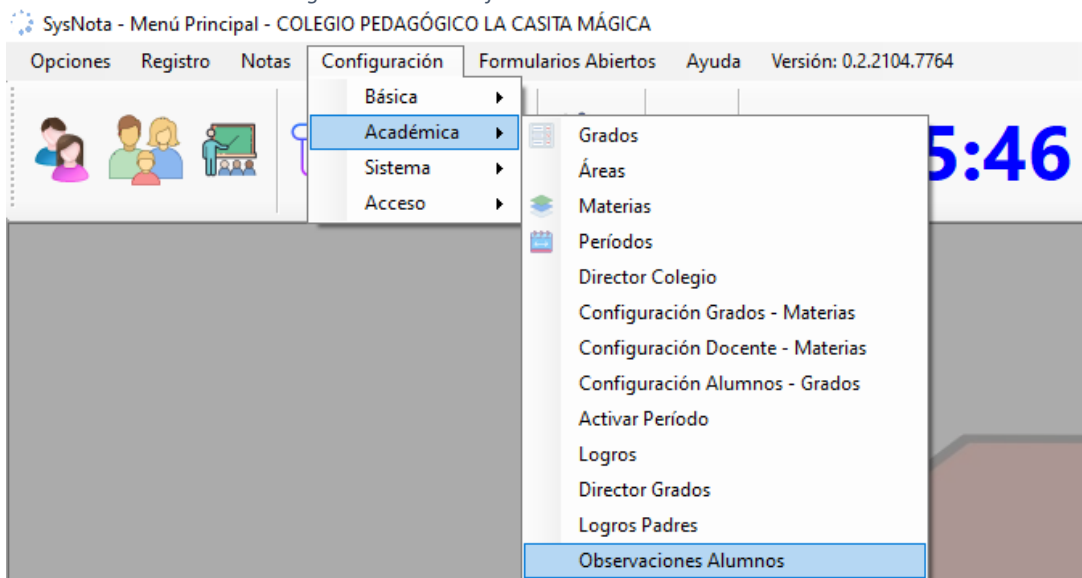 SysNota - Menú Principal - COLEGIO PEDAGÓGICO LA CASITA MÁGICA
Opciones Registro Notas Configuración Formularios Abiertos Ayuda Versión: 0.2.2104.7764
Básica
Académica
Sistema
Acceso
5:46
Grados
Áreas
Materias
Períodos
Director Colegio
Configuración Grados - Materias
Configuración Docente - Materias
Configuración Alumnos - Grados
Activar Período
Logros
Director Grados
Logros Padres
Observaciones Alumnos